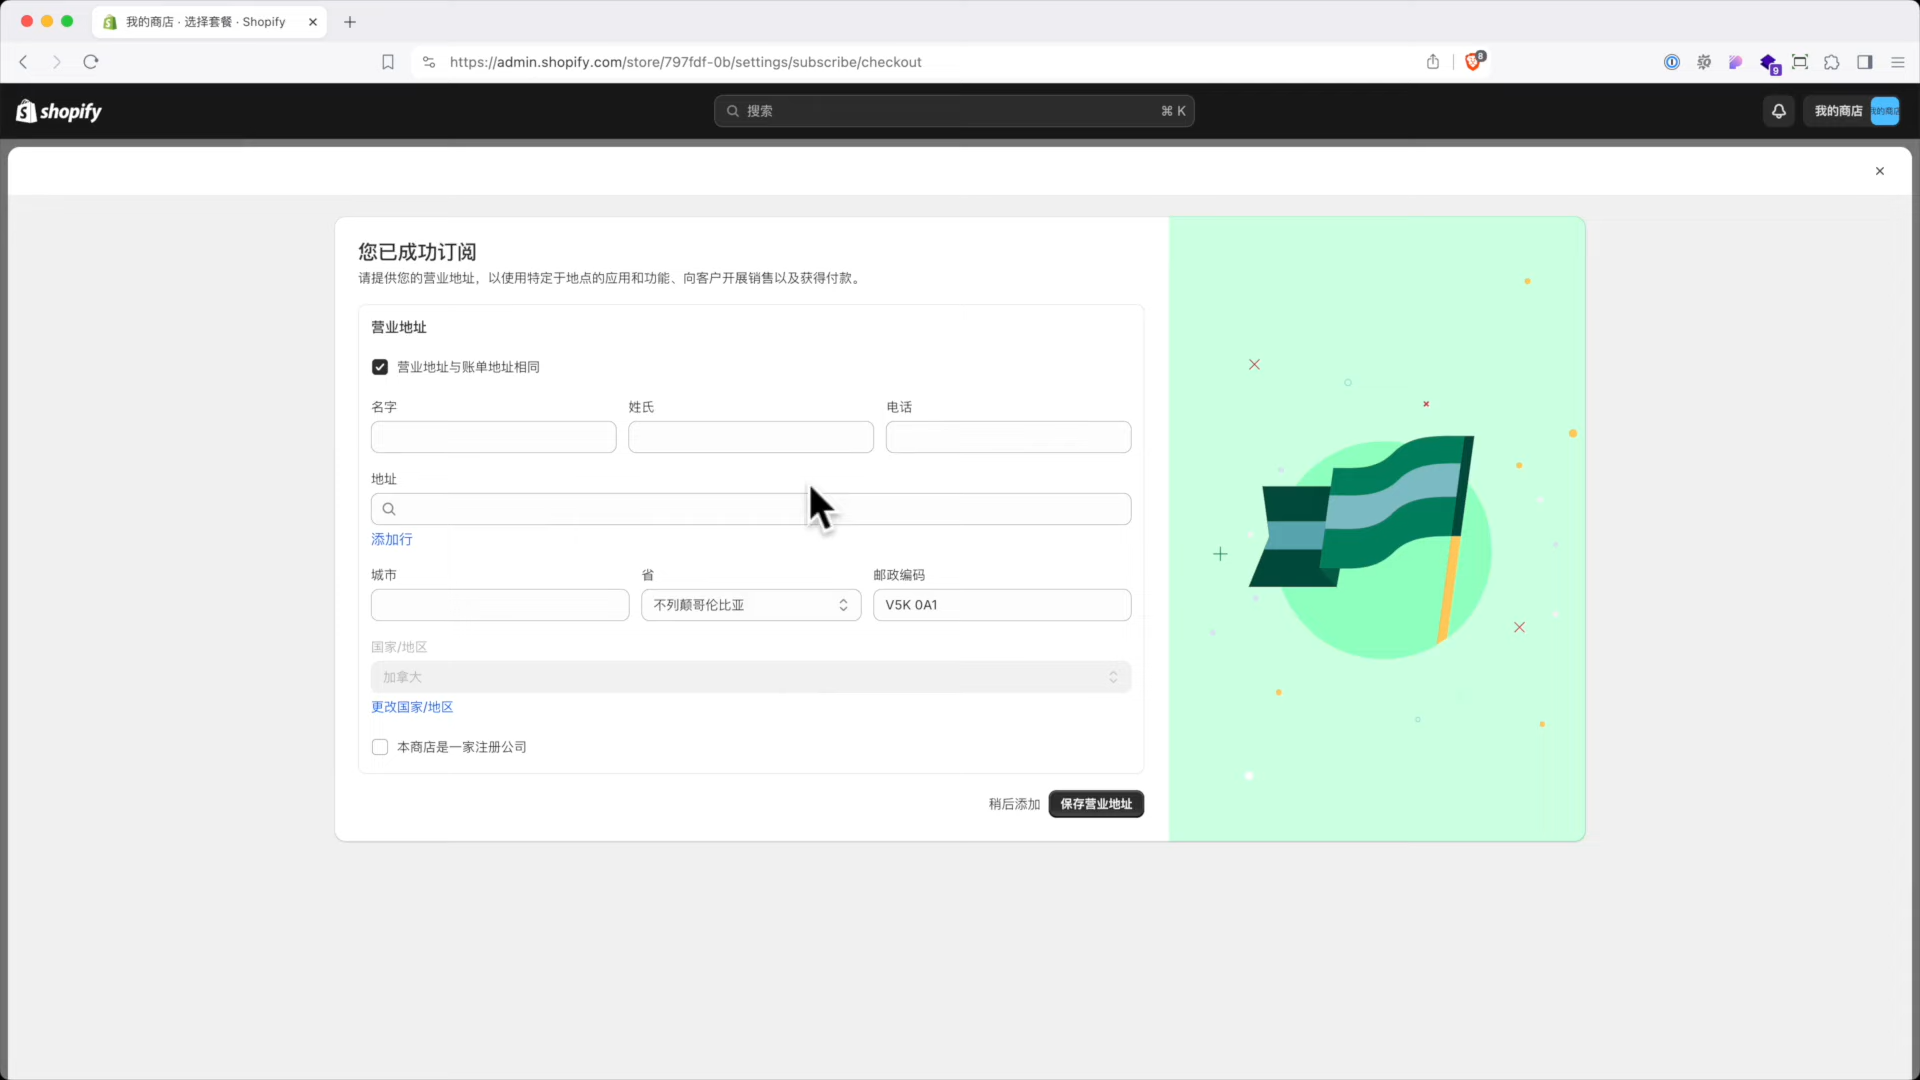 我的商店 · 选择套餐 · Shopify
https://admin.shopify.com/store/797fdf-0b/settings/subscribe/checkout
8
9
shopify
搜索
⌘ K
我的商店
我的商店
您已成功订阅
请提供您的营业地址，以使用特定于地点的应用和功能、向客户开展销售以及获得付款。
营业地址
营业地址与账单地址相同
名字
姓氏
电话
地址
添加行
城市
省
邮政编码
不列颠哥伦比亚
V5K 0A1
国家/地区
加拿大
更改国家/地区
本商店是一家注册公司
稍后添加
保存营业地址